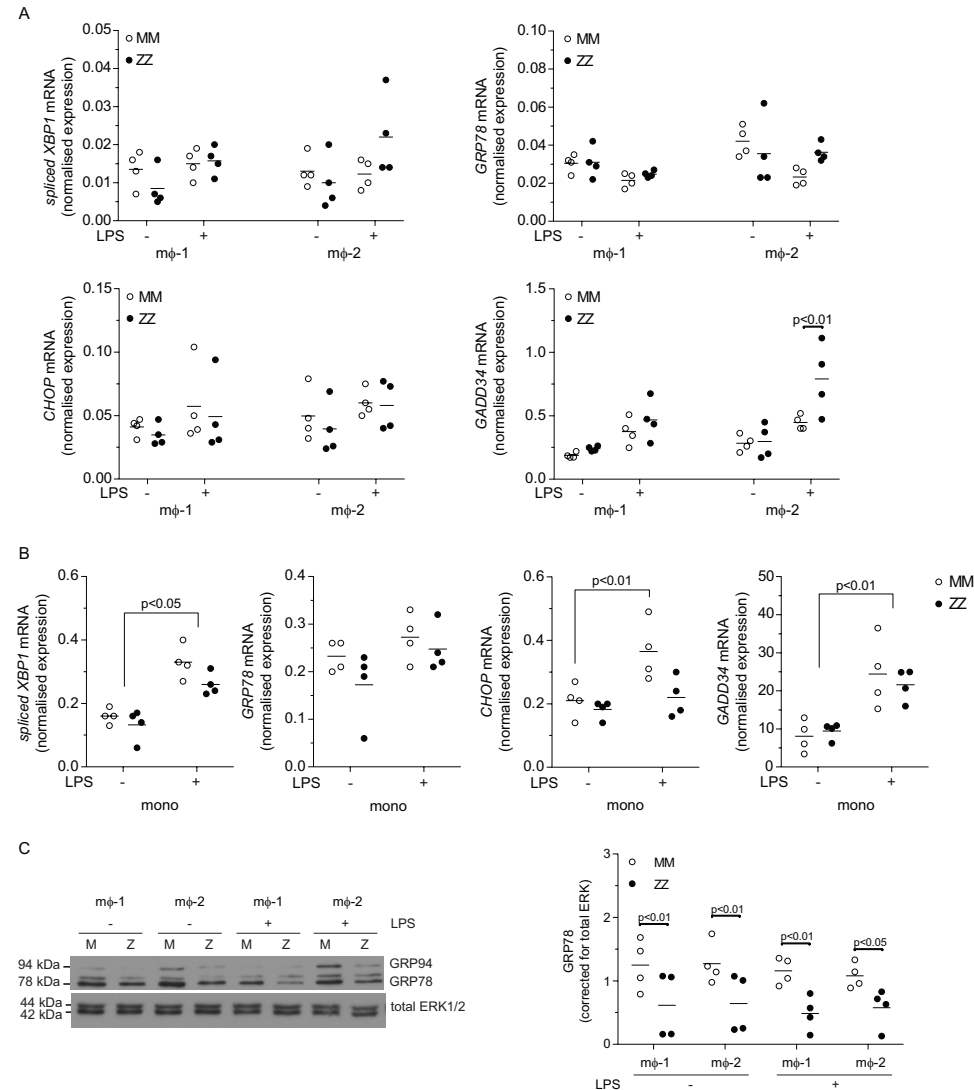 A
spliced XBP1 mRNA
(normalised expression)
0.05
0.04
0.03
0.02
0.01
0.00
MM
ZZ
LPS - + - +
mϕ-1 mϕ-2
GRP78 mRNA
(normalised expression)
0.10
0.08
0.06
0.04
0.02
0.00
MM
ZZ
LPS - + - +
mϕ-1 mϕ-2
CHOP mRNA
(normalised expression)
0.15
0.10
0.05
0.00
MM
ZZ
LPS - + - +
mϕ-1 mϕ-2
GADD34 mRNA
(normalised expression)
1.5
1.0
0.5
0.0
MM
ZZ
p<0.01
LPS - + - +
mϕ-1 mϕ-2
B
spliced XBP1 mRNA
(normalised expression)
0.6
0.4
0.2
0.0
p<0.05
LPS - +
mono
GRP78 mRNA
(normalised expression)
0.4
0.3
0.2
0.1
0.0
LPS - +
mono
CHOP mRNA
(normalised expression)
0.6
0.4
0.2
0.0
p<0.01
LPS - +
mono
GADD34 mRNA
(normalised expression)
50
40
30
20
10
0
p<0.01
LPS - +
mono
MM
ZZ
C
mϕ-1 mϕ-2 mϕ-1 mϕ-2
- - + + LPS
M Z M Z M Z M Z
94 kDa GRP94
78 kDa GRP78
44 kDa total ERK1/2
42 kDa
GRP78
(corrected for total ERK)
3
2
1
0
MM
ZZ
p<0.01
p<0.01
p<0.01
p<0.05
mϕ-1 mϕ-2 mϕ-1 mϕ-2
LPS - +